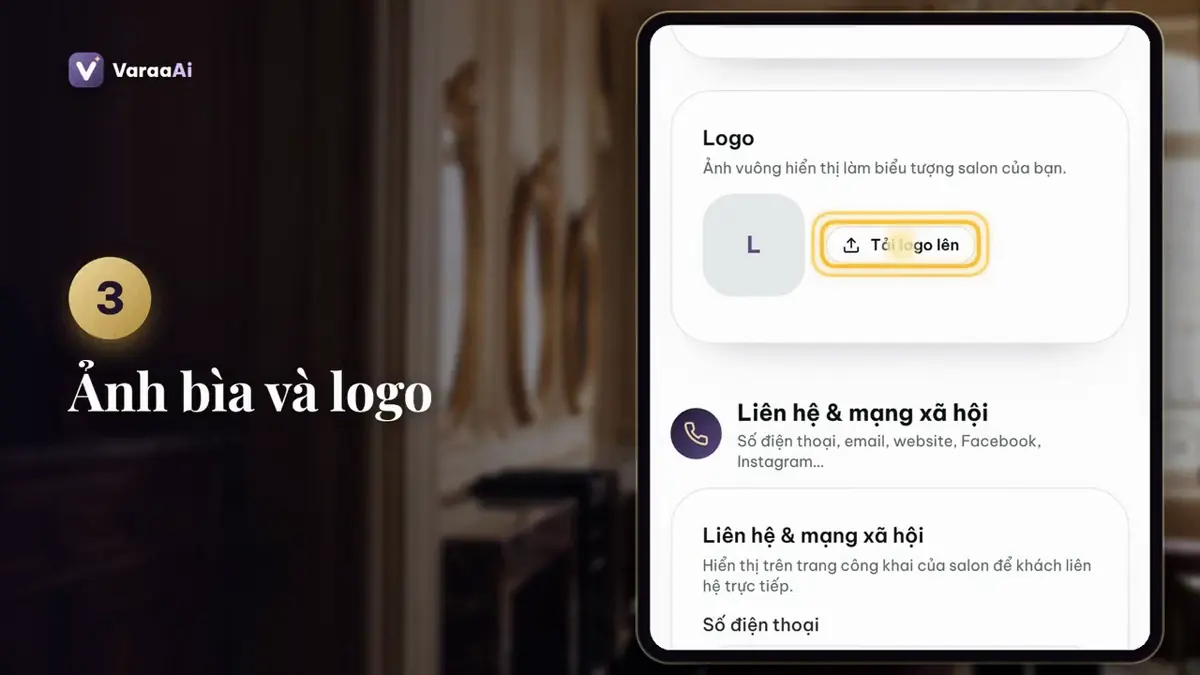 VaraaAi
3
Ảnh bìa và logo
Logo
Ảnh vuông hiển thị làm biểu tượng salon của bạn.
L
Tải logo lên
Liên hệ & mạng xã hội
Số điện thoại, email, website, Facebook,
Instagram...
Liên hệ & mạng xã hội
Hiển thị trên trang công khai của salon để khách liên
hệ trực tiếp.
Số điện thoại